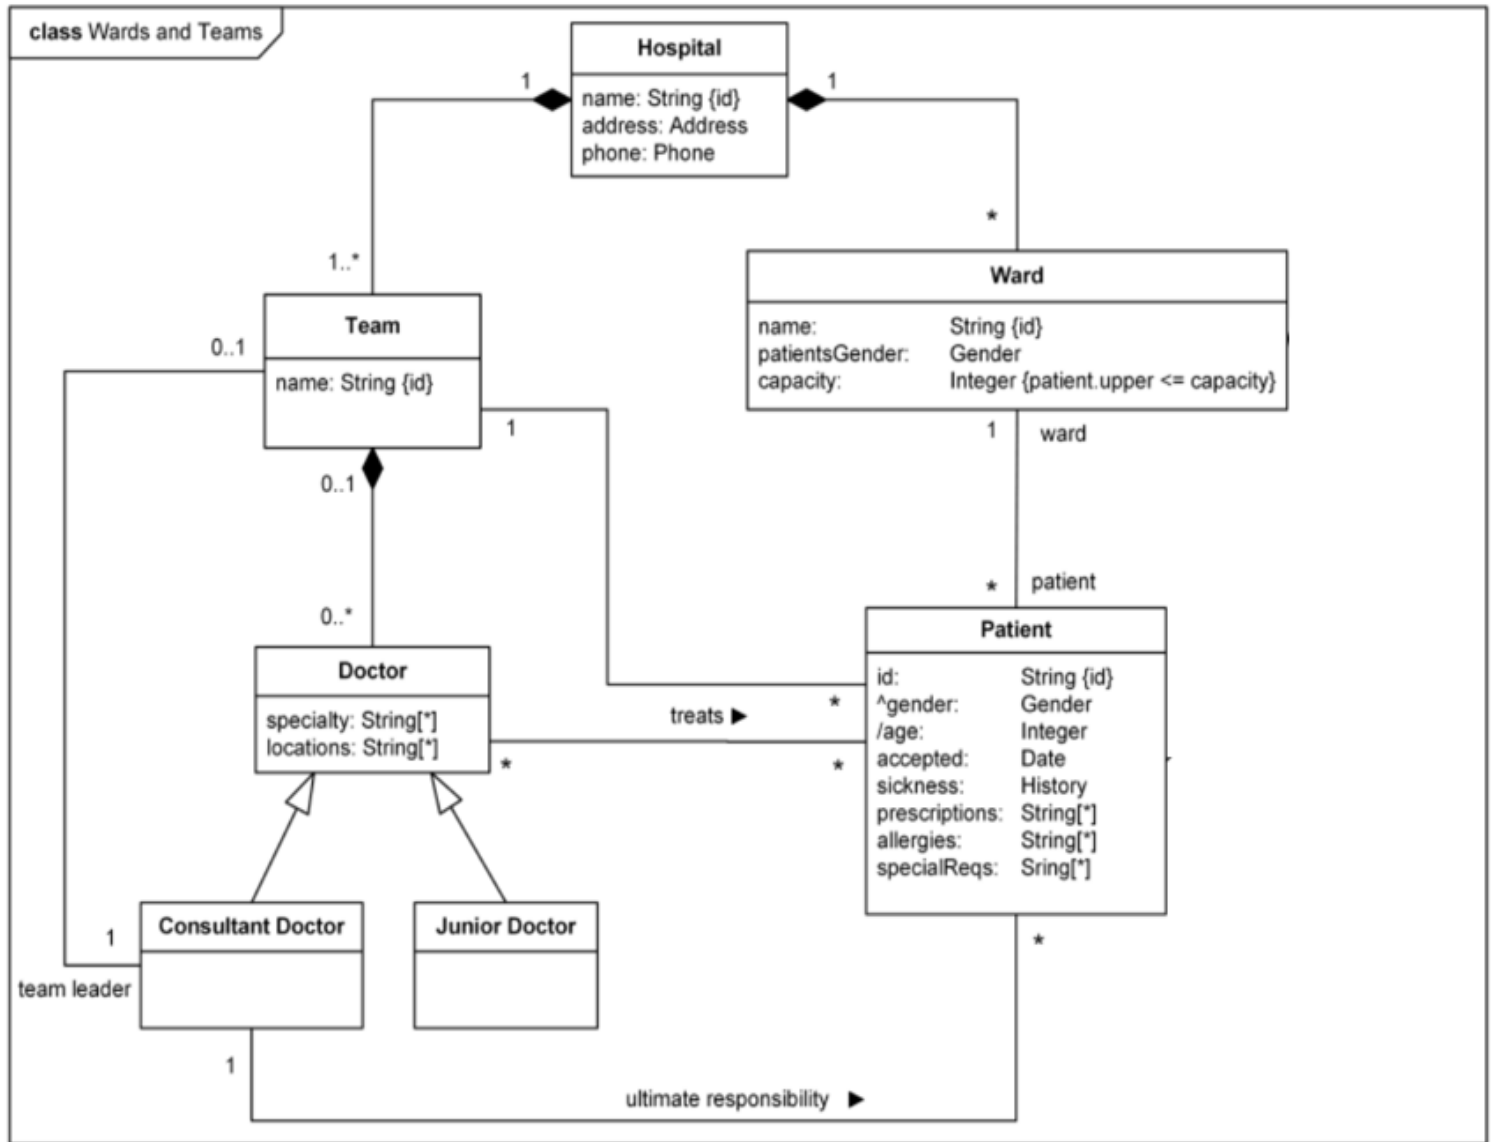 class Wards and Teams
Hospital
name: String {id}
address: Address
phone: Phone
1
1
1..*
*
Team
name: String {id}
0..1
1
0..1
0..*
Ward
name: String {id}
patientsGender: Gender
capacity: Integer {patient.upper <= capacity}
1 ward
* patient
Doctor
specialty: String[*]
locations: String[*]
treats ►
*
*
*
Patient
id: String {id}
^gender: Gender
/age: Integer
accepted: Date
sickness: History
prescriptions: String[*]
allergies: String[*]
specialReqs: Sring[*]
Consultant Doctor
Junior Doctor
1
team leader
1
*
ultimate responsibility ►